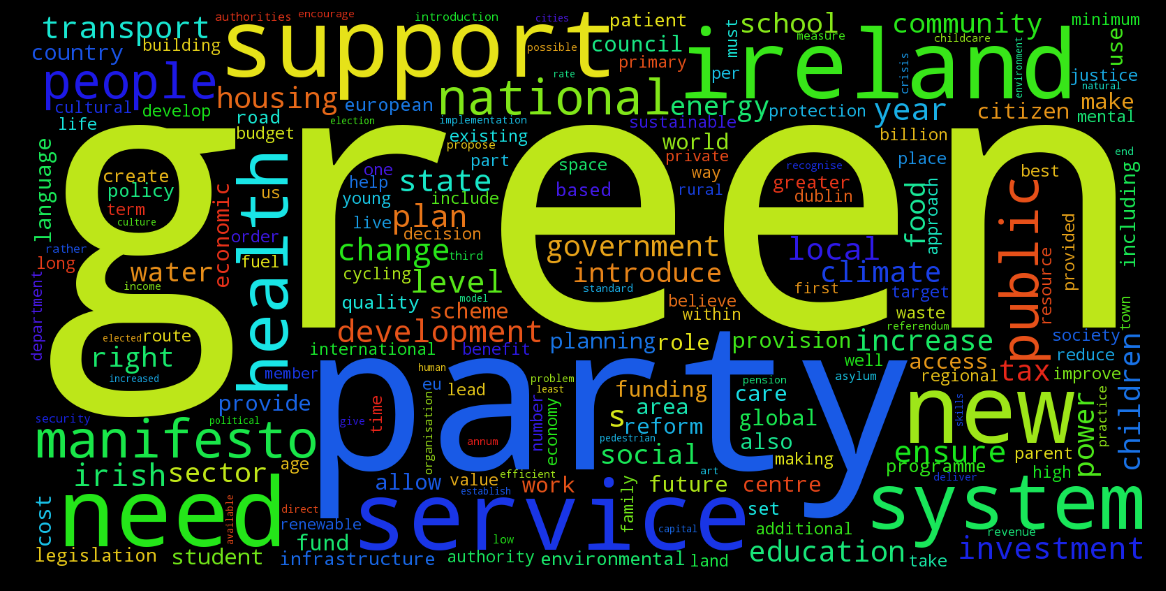 authorities
encourage
introduction
cities
patient
school
community
minimum
transport
support
ireland
country
building
possible
council
measure
must
childcare
user
people
housing
national
primary
per
crisis
environment
justice
rate
natural
cultural
develop
european
energy
protection
year
citizen
make
mental
life
road
election
implementation
sustainable
budget
existing
world
billion
green
propose
private
language
health
create
us
one
part
space
way
recognise
place
best
end
policy
help
state
based
rural
greater
food
approach
public
including
term
culture
economic
young
include
dublin
rather
order
live
plan
decision
government
local
resource
provided
long
water
fuel
change
third
introduce
climate
department
income
cycling
level
standard
first
target
quality
model
believe
within
scheme
waste
town
elected
route
development
referendum
society
right
international
benefit
planning
role
provision
increase
reduce
increased
party
well
access
tax
improve
member
human
eu
problem
pension
asylum
regional
children
provide
lead
least
funding
care
new
security
political
give
time
organisation
number
economy
s
area
reform
global
skills
parent
power
practice
manifesto
annum
pedestrian
social
also
ensure
irish
sector
age
value
efficient
art
making
programme
high
need
allow
work
family
future
centre
system
deliver
cost
available
direct
service
establish
capital
set
renewable
low
additional
revenue
legislation
student
fund
infrastructure
authority
environmental
land
education
take
investment